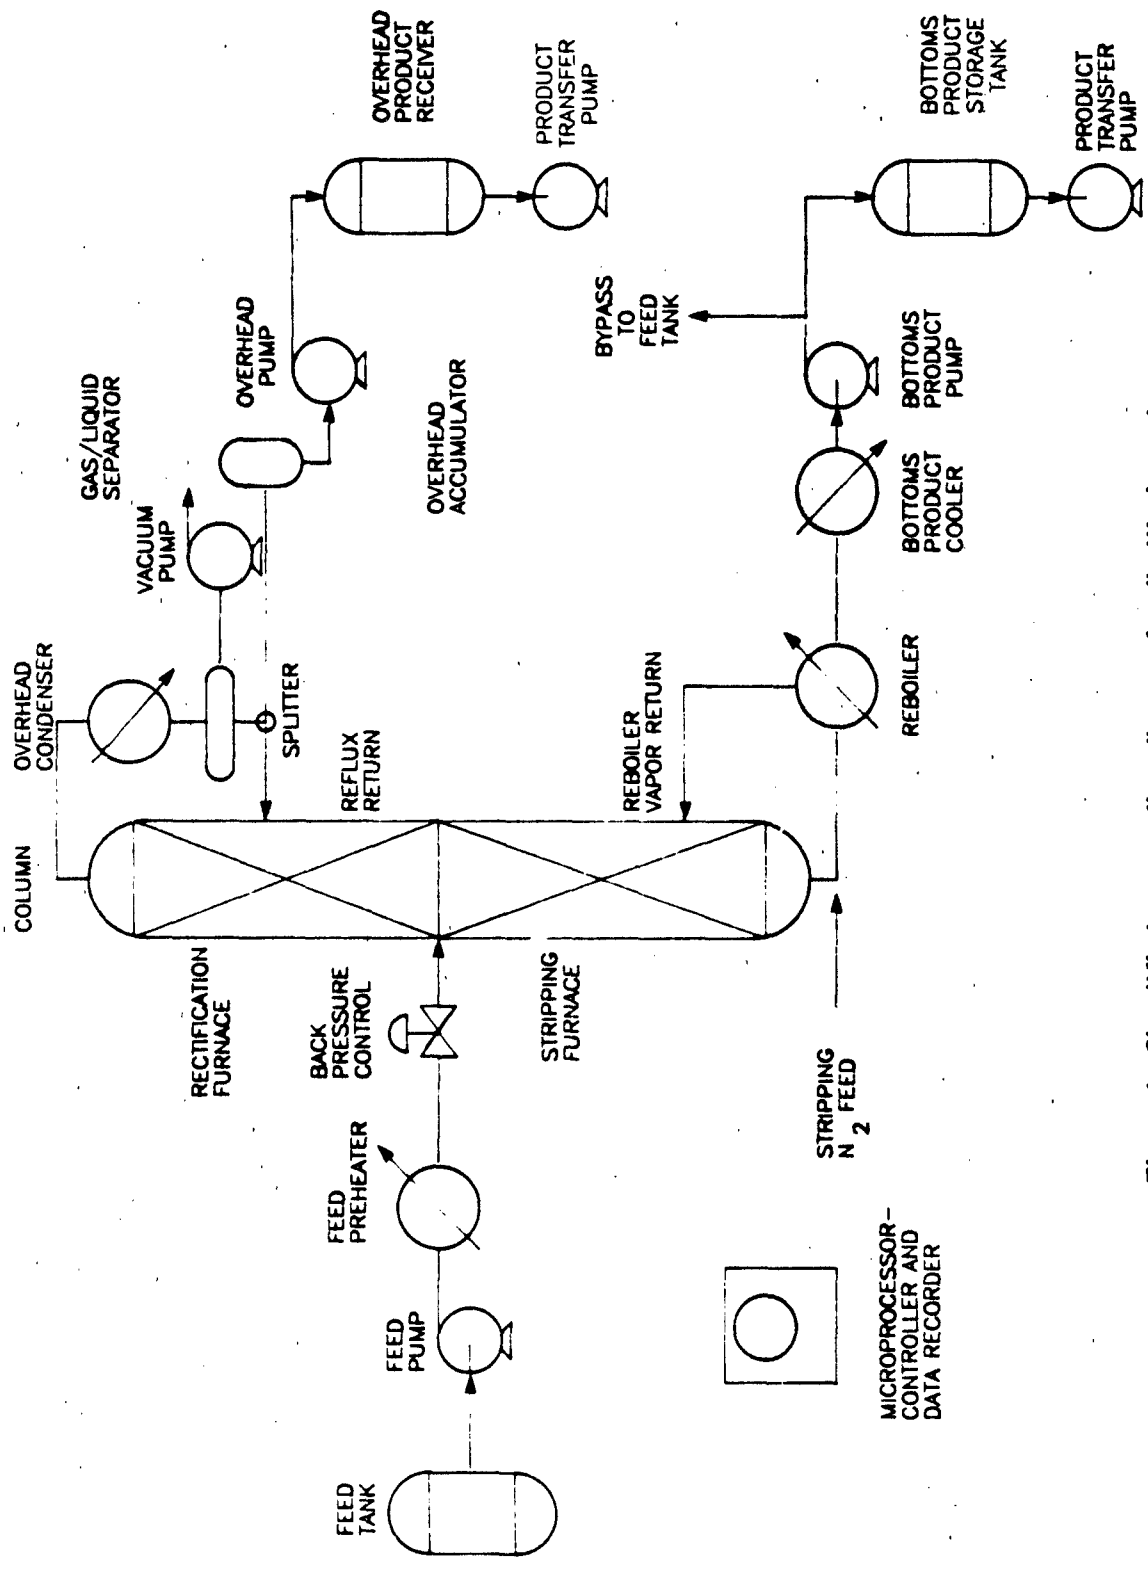 COLUMN
OVERHEAD
CONDENSER
GAS/LIQUID
SEPARATOR
VACUUM
PUMP
OVERHEAD
PUMP
OVERHEAD
PRODUCT
RECEIVER
RECTIFICATION
FURNACE
SPLITTER
REFLUX
RETURN
OVERHEAD
ACCUMULATOR
PRODUCT
TRANSFER
PUMP
FEED
TANK
FEED
PUMP
FEED
PREHEATER
BACK
PRESSURE
CONTROL
STRIPPING
FURNACE
REBOILER
VAPOR RETURN
BYPASS
TO
FEED
TANK
STRIPPING
N 2 FEED
REBOILER
BOTTOMS
PRODUCT
COOLER
BOTTOMS
PRODUCT
PUMP
BOTTOMS
PRODUCT
STORAGE
TANK
PRODUCT
TRANSFER
PUMP
MICROPROCESSOR-
CONTROLLER AND
DATA RECORDER